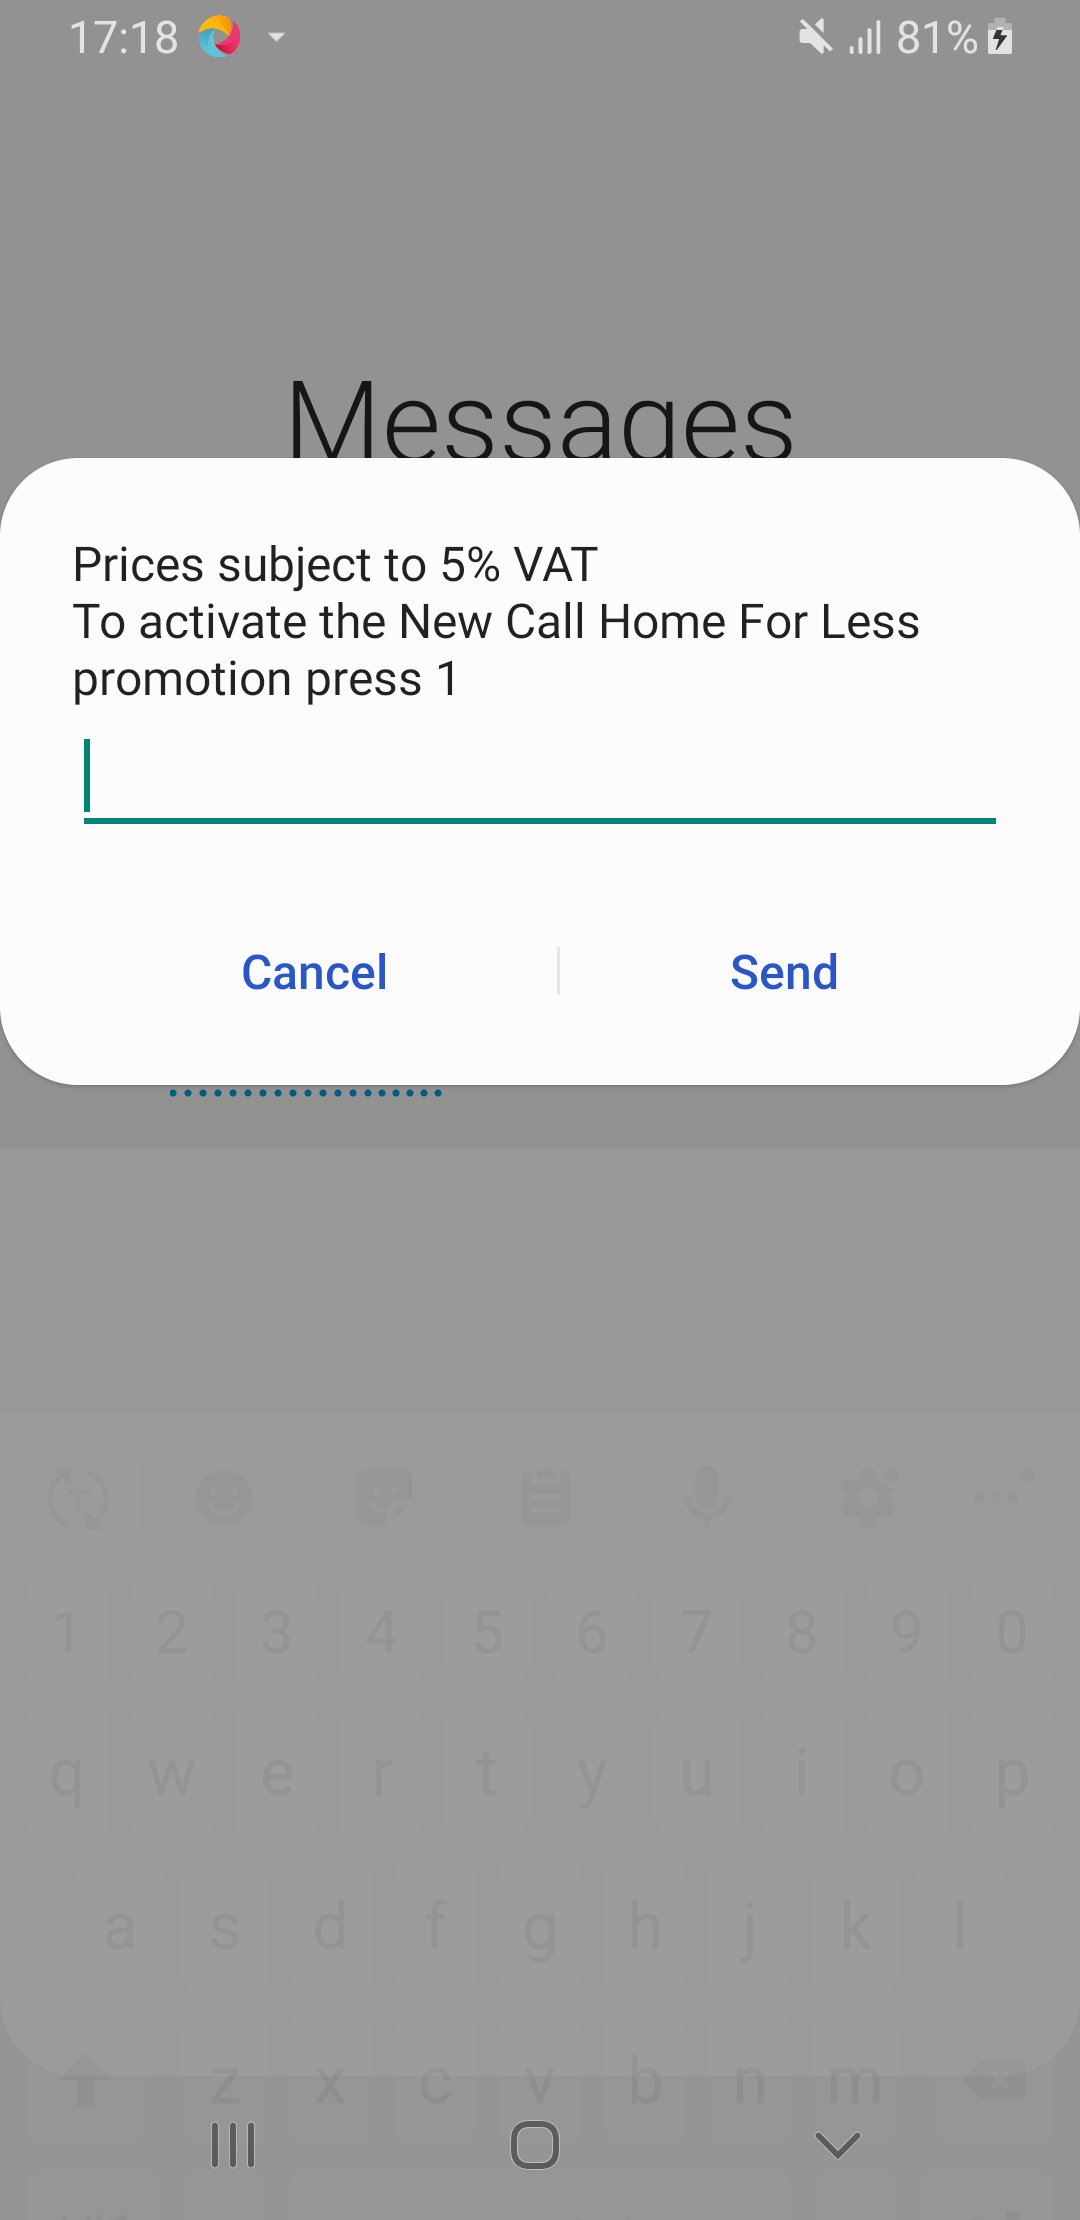 17:18 81%
Messages
Prices subject to 5% VAT
To activate the New Call Home For Less
promotion press 1
Cancel Send
T
1 2 3 4 5 6 7 8 9 0
q w e r t y u i o p
a s d f g h j k l
z x c v b n m